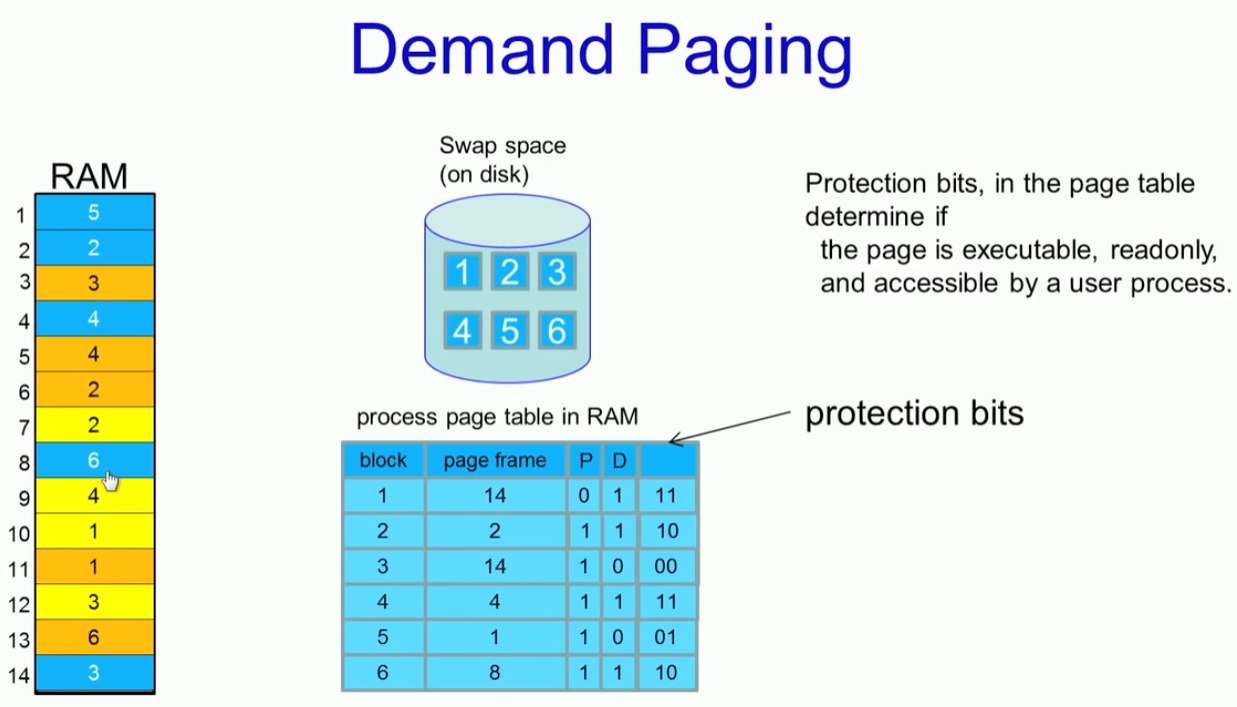 Demand Paging
RAM
1 5
2 2
3 3
4 4
5 4
6 2
7 2
8 6
9 4
10 1
11 1
12 3
13 6
14 3
Swap space
(on disk)
1 2 3
4 5 6
process page table in RAM
block page frame P D
1 14 0 1 11
2 2 1 1 10
3 14 1 0 00
4 4 1 1 11
5 1 1 0 01
6 8 1 1 10
Protection bits, in the page table
determine if
the page is executable, readonly,
and accessible by a user process.
protection bits